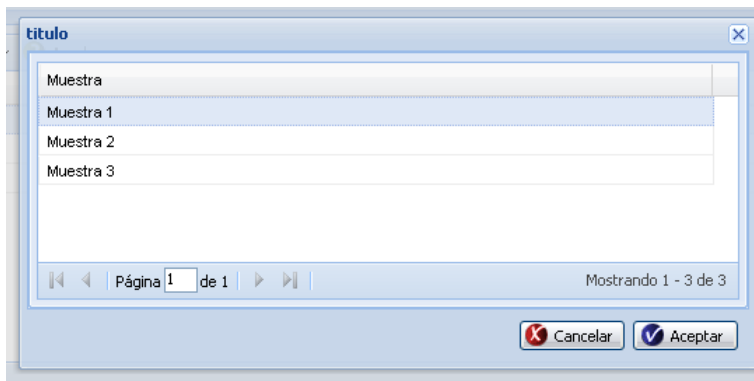 titulo
Muestra
Muestra 1
Muestra 2
Muestra 3
Página 1 de 1 Mostrando 1 - 3 de 3
Cancelar Aceptar